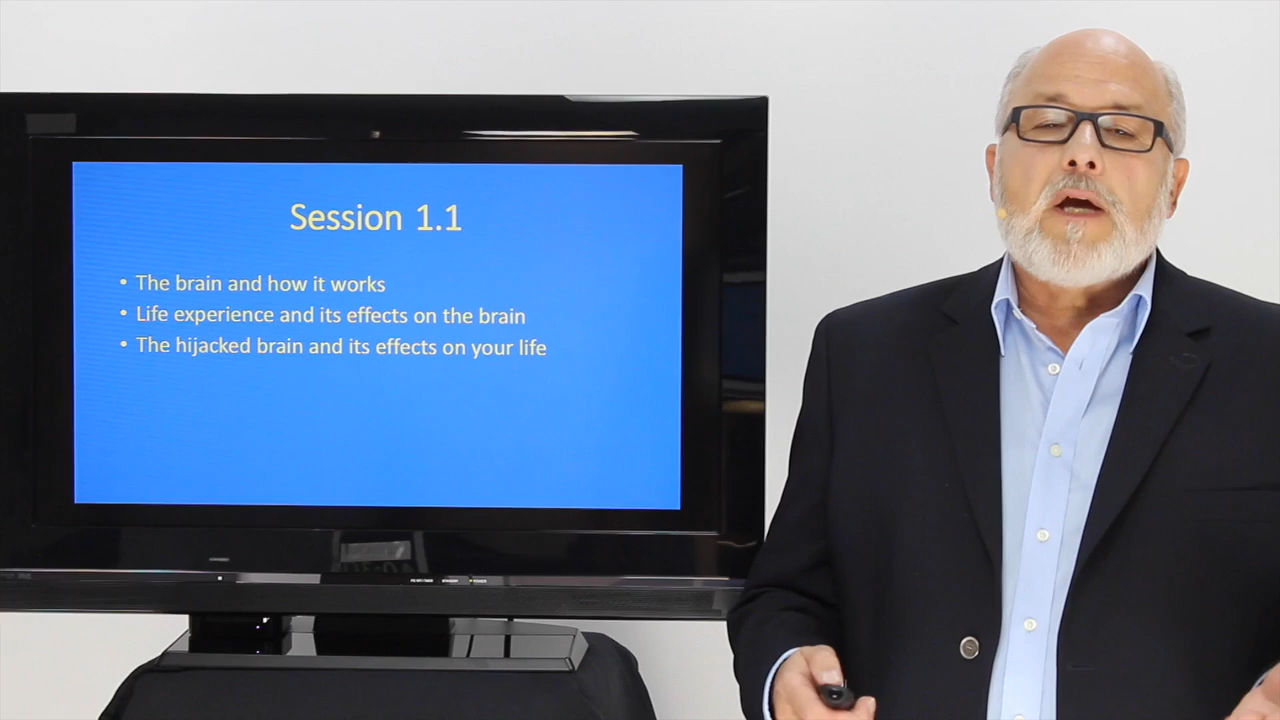 Session 1.1
• The brain and how it works
• Life experience and its effects on the brain
• The hijacked brain and its effects on your life